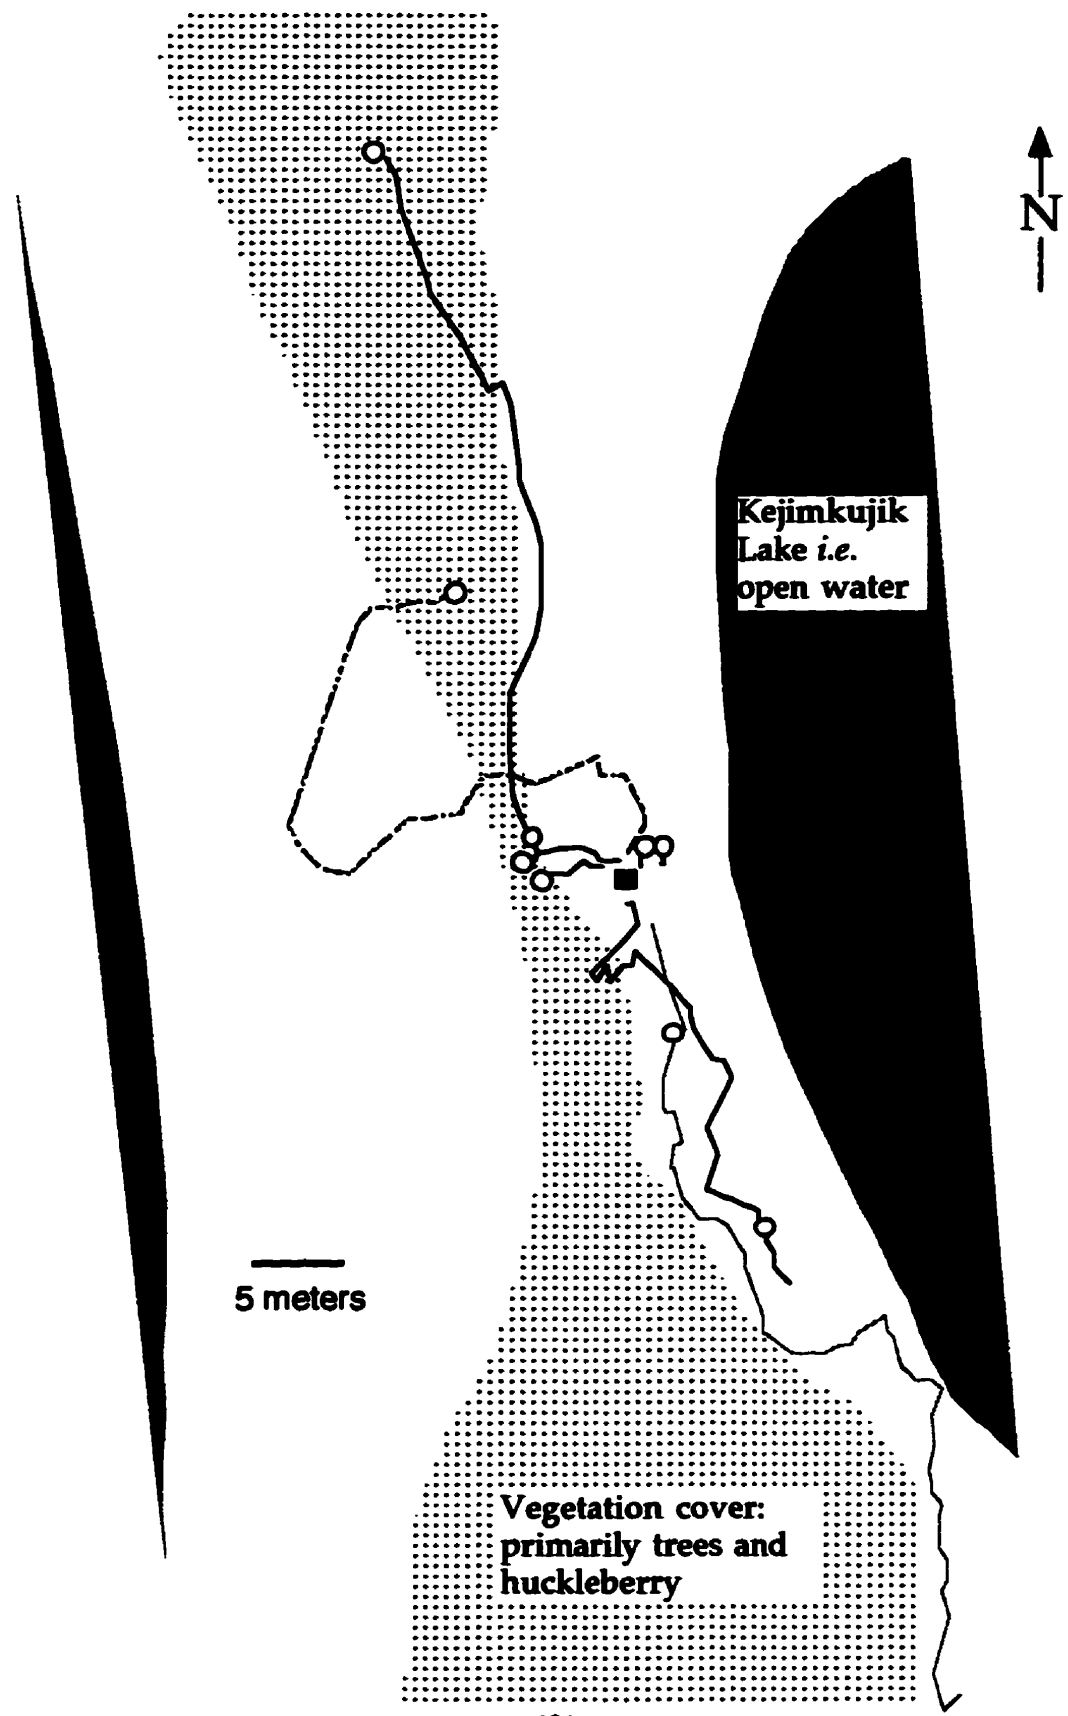 N
Kejimkujik
Lake i.e.
open water
5 meters
Vegetation cover:
primarily trees and
huckleberry